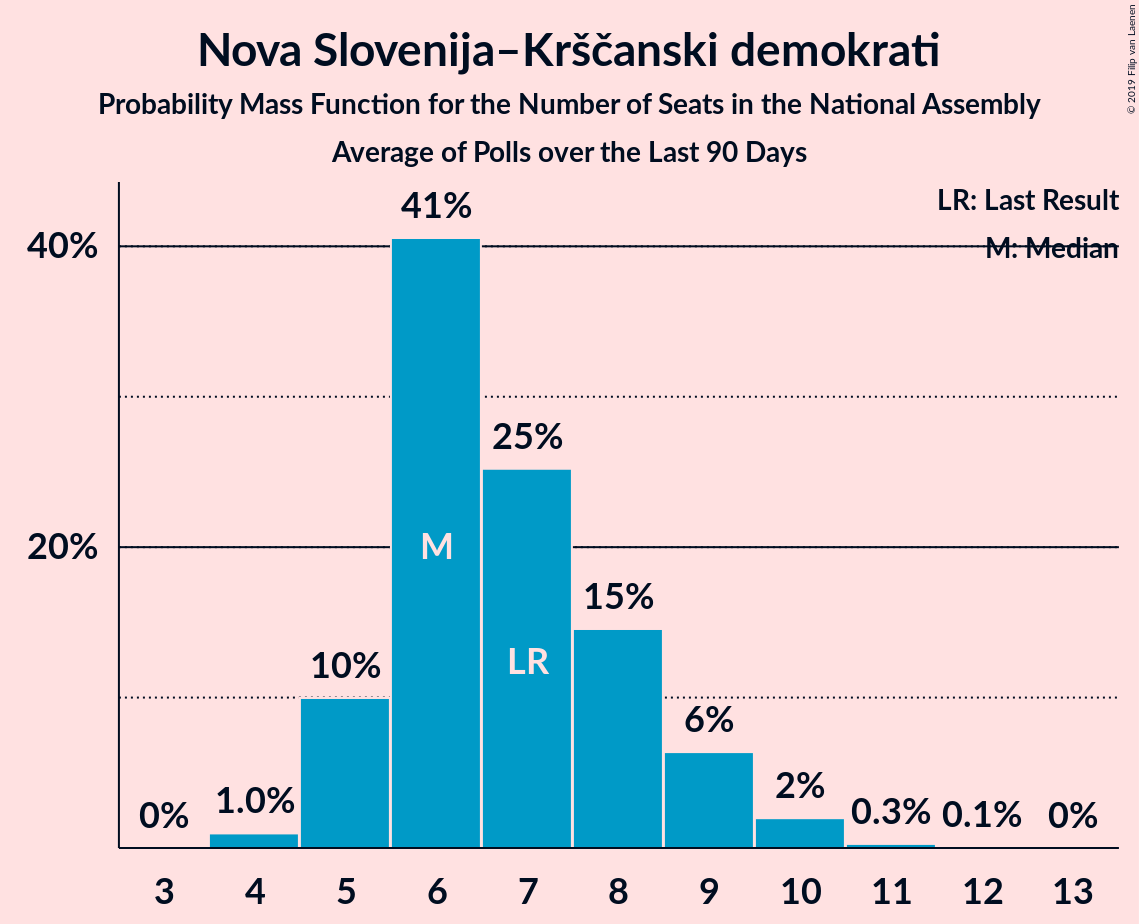 Nova Slovenija–Krščanski demokrati
Probability Mass Function for the Number of Seats in the National Assembly
Average of Polls over the Last 90 Days
© 2019 Filip van Laenen
LR: Last Result
M: Median
40%
20%
0%
1.0%
10%
41%
25%
15%
6%
2%
0.3%
0.1%
0%
M
LR
3 4 5 6 7 8 9 10 11 12 13